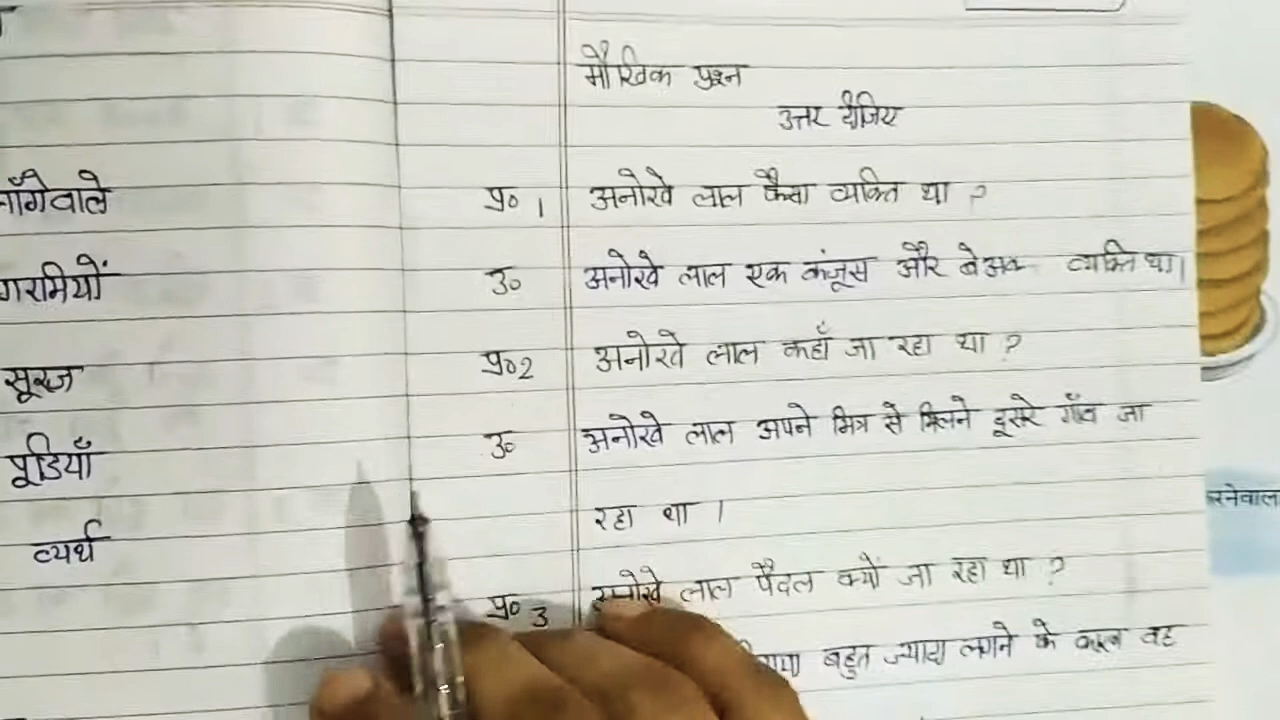 ताँगेवाले
गरमियों
सूरज
पूडियाँ
व्यर्थ
मौखिक प्रश्न
उत्तर दीजिए
प्र० 1 अनोखे लाल कैसा व्यक्ति था ?
उ० अनोखे लाल एक कंजूस और बेअक्ल व्यक्ति था।
प्र० 2 अनोखे लाल कहाँ जा रहा था ?
उ० अनोखे लाल अपने मित्र से मिलने दूसरे गाँव जा
रहा था ।
प्र० 3 अनोखे लाल पैदल क्यों जा रहा था ?
बहुत ज्यादा लगने के कारण वह
रनेवाल